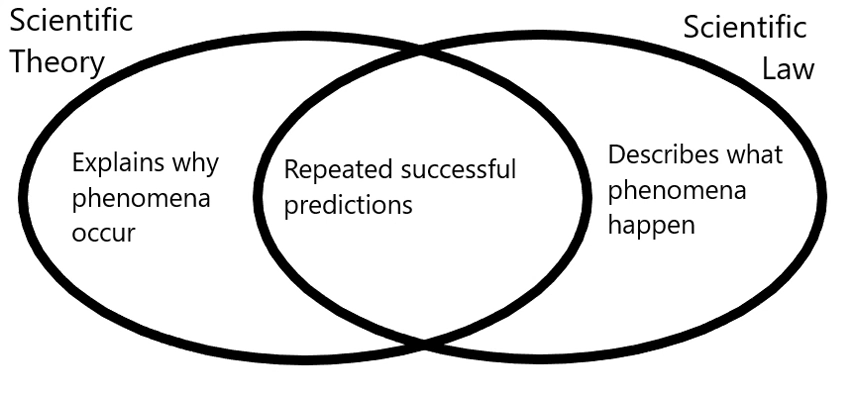 Scientific
Theory
Scientific
Law
Explains why
phenomena
occur
Repeated successful
predictions
Describes what
phenomena
happen